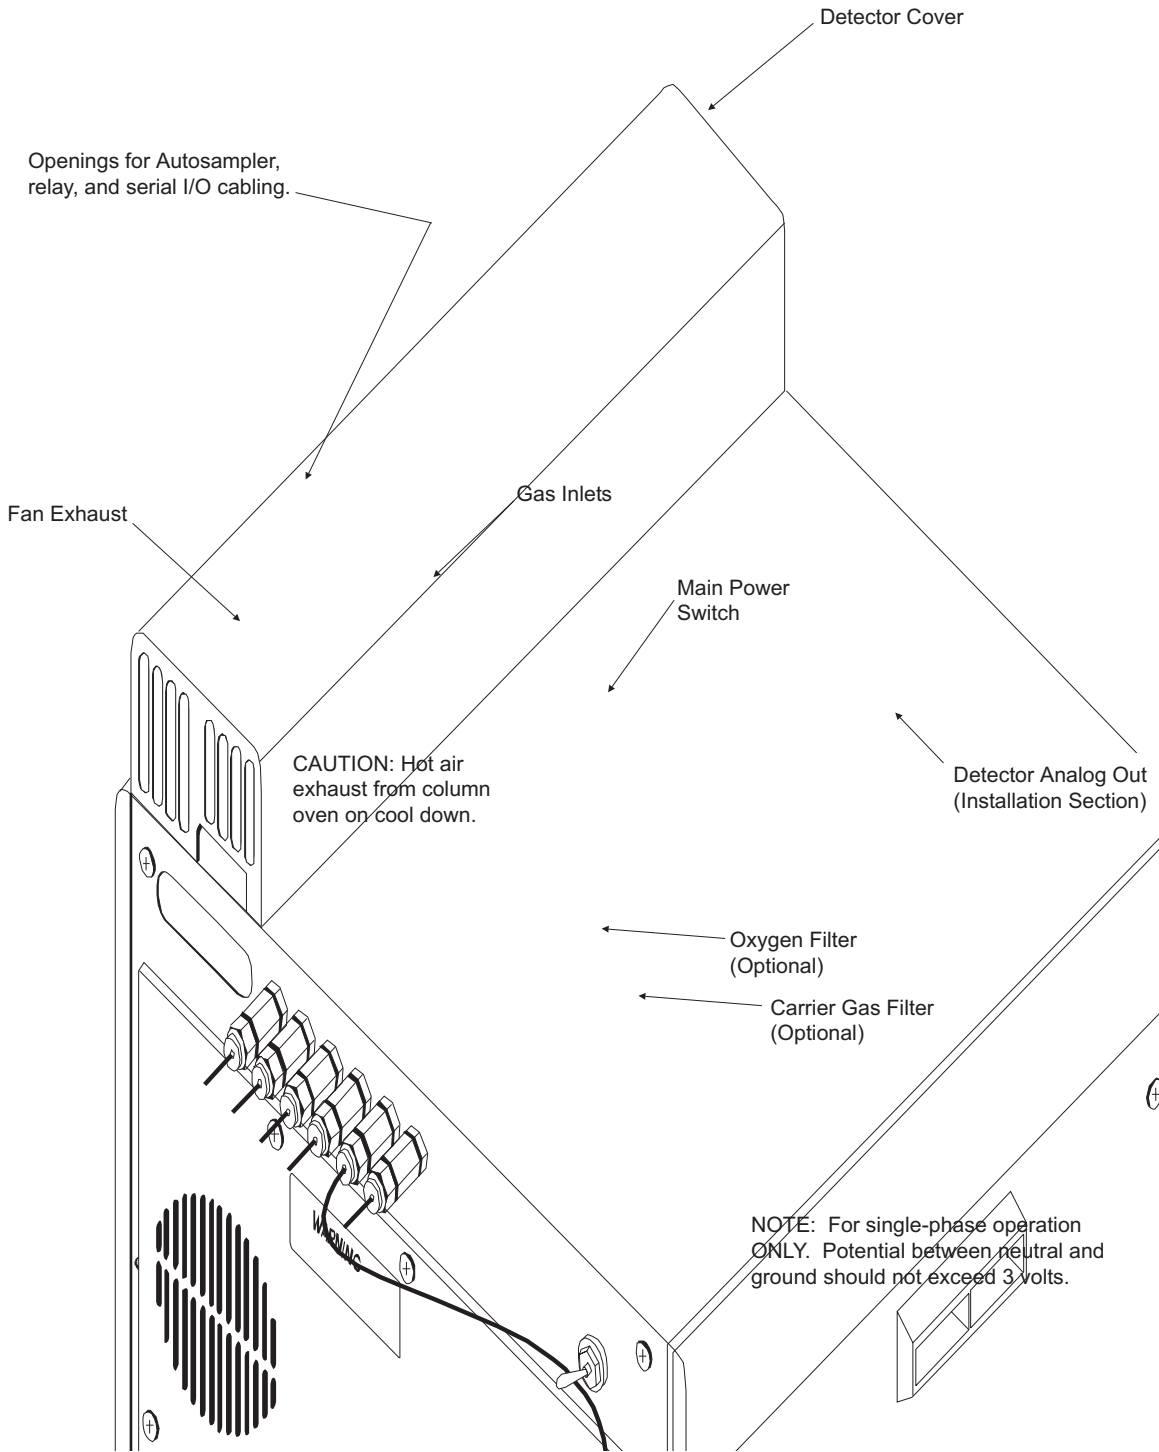 Detector Cover
Openings for Autosampler,
relay, and serial I/O cabling.
Gas Inlets
Fan Exhaust
Main Power
Switch
CAUTION: Hot air
exhaust from column
oven on cool down.
Detector Analog Out
(Installation Section)
Oxygen Filter
(Optional)
Carrier Gas Filter
(Optional)
WARNING
NOTE:  For single-phase operation
ONLY.  Potential between neutral and
ground should not exceed 3 volts.